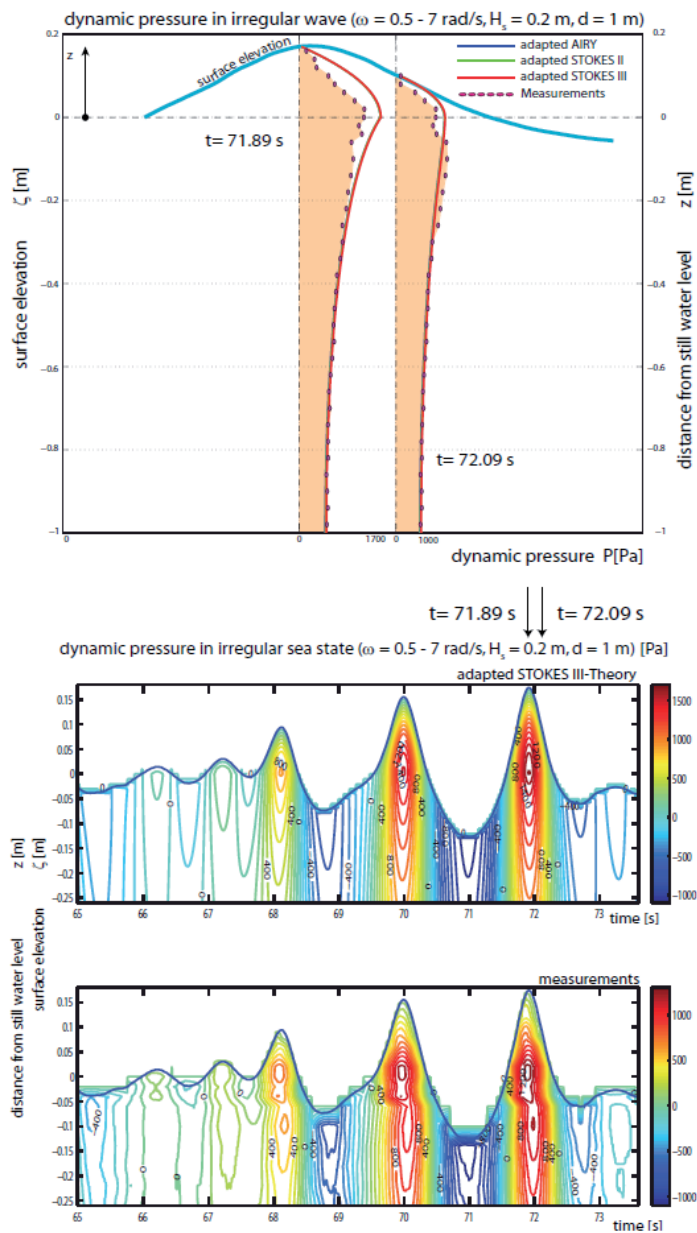 dynamic pressure in irregular wave (ω = 0.5 - 7 rad/s, Hs = 0.2 m, d = 1 m)
0.2
0.2
z
surface elevation
adapted AIRY
adapted STOKES II
adapted STOKES III
Measurements
0
0
t= 71.89 s
surface elevation ζ [m]
distance from still water level z [m]
−0.2
−0.2
−0.4
−0.4
−0.6
−0.6
−0.8
−0.8
t= 72.09 s
−1
−1
0
0
1700
0
1000
dynamic pressure P[Pa]
t= 71.89 s
t= 72.09 s
dynamic pressure in irregular sea state (ω = 0.5 - 7 rad/s, Hs = 0.2 m, d = 1 m) [Pa]
adapted STOKES III-Theory
0.15
0.1
0.05
0
−0.05
−0.1
−0.15
−0.2
−0.25
65 66 67 68 69 70 71 72 73
time [s]
1500
1000
500
0
−500
−1000
z [m]
ζ [m]
distance from still water level
surface elevation
measurements
0.15
0.1
0.05
0
−0.05
−0.1
−0.15
−0.2
−0.25
65 66 67 68 69 70 71 72 73
time [s]
1000
500
0
−500
−1000